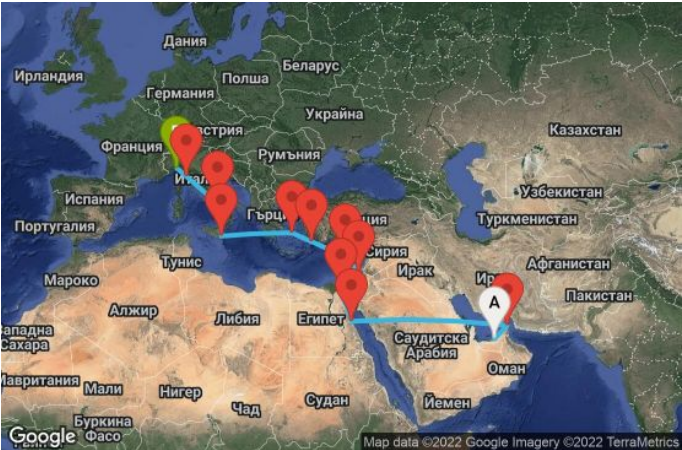 Дания
Ирландия
Беларус
Полша
Германия
Украйна
Франция
Казахстан
Румъния
Испания
Узбекистан
Туркменистан
Португалия
Тунис
Сирия
Ирак
Афганистан
Мароко
Пакистан
A
Алжир
Либия
Египет
Западна
Сахара
Саудитска
Арабия
Оман
Мавритания
Мали
Нигер
Чад
Судан
Йемен
Буркина
Фасо
Google
Map data ©2022 Google Imagery ©2022 TerraMetrics